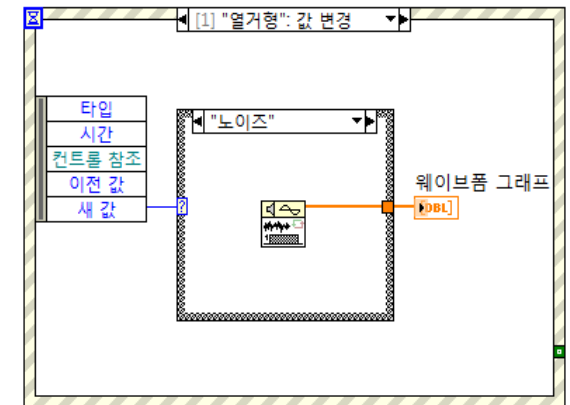 [1] "열거형": 값 변경
타입
시간
컨트롤 참조
이전 값
새 값
"노이즈"
?
웨이브폼 그래프
DBL]